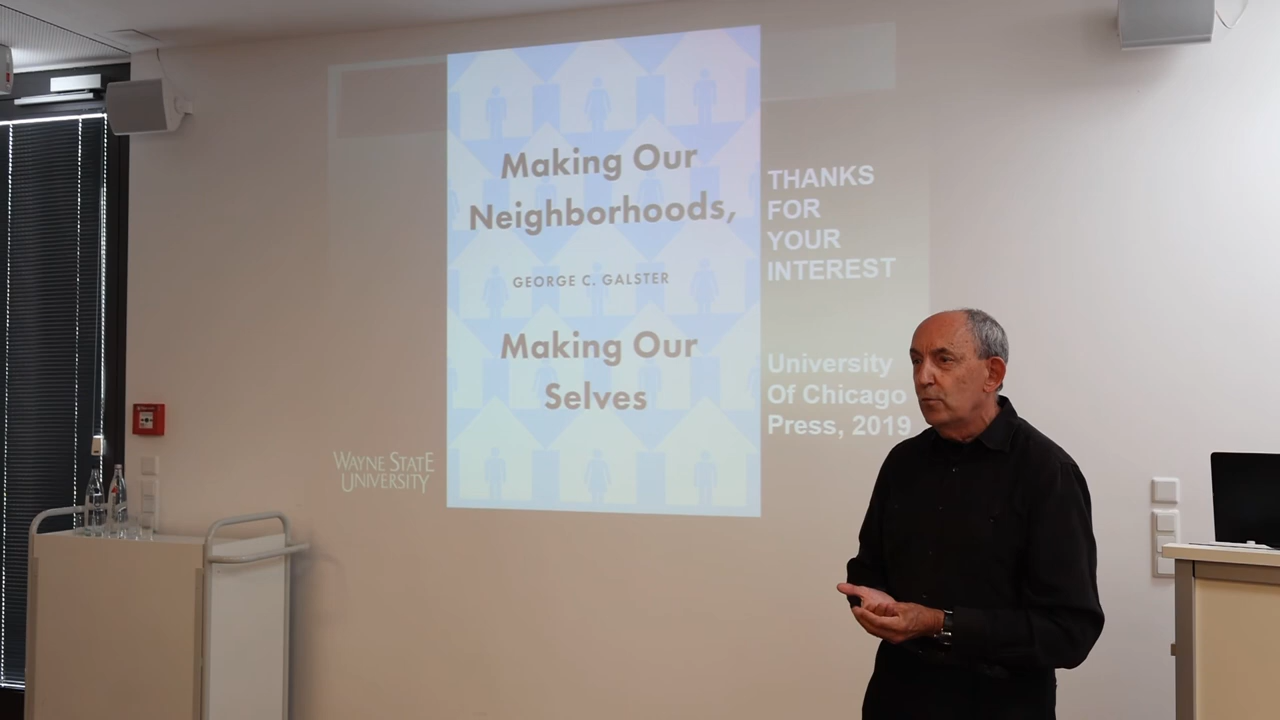 Making Our
Neighborhoods,
GEORGE C. GALSTER
Making Our
Selves
THANKS
FOR
YOUR
INTEREST
University
Of Chicago
Press, 2019
WAYNE STATE
UNIVERSITY